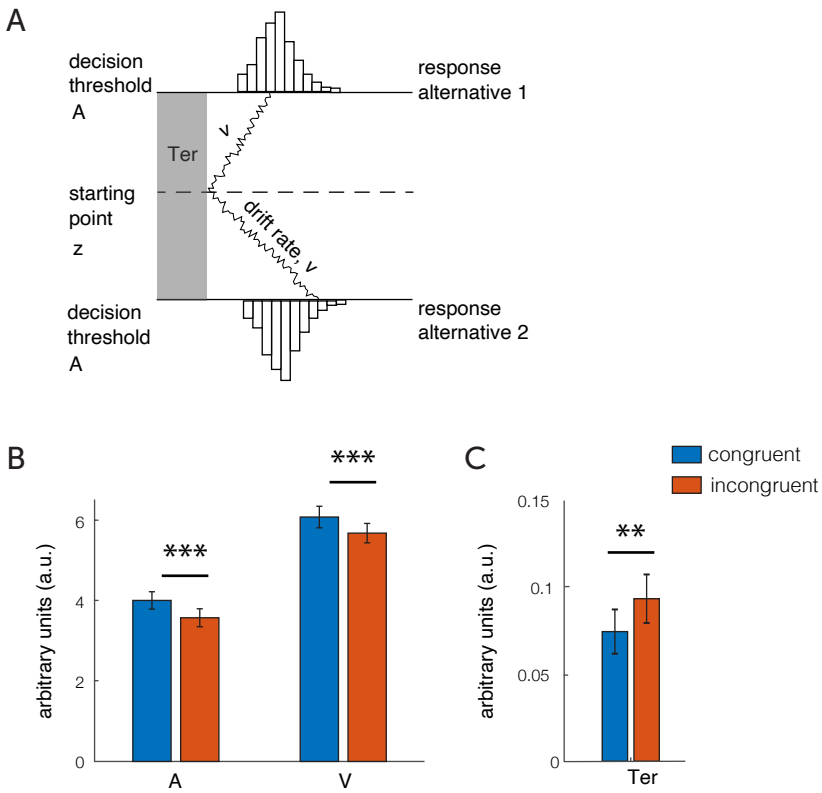 A
decision
threshold
A
response
alternative 1
Ter
v
starting
point
z
drift rate, v
decision
threshold
A
response
alternative 2
B
***
***
6
4
2
0
arbitrary units (a.u.)
A
V
C
congruent
incongruent
**
0.15
0.1
0.05
0
arbitrary units (a.u.)
Ter